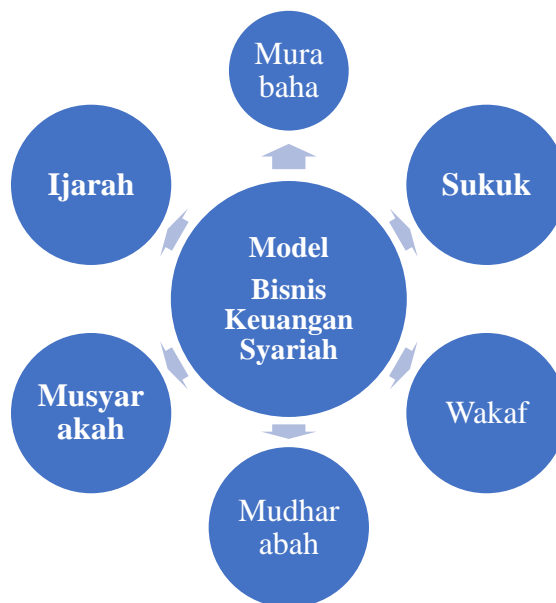 Mura
baha
Ijarah
Sukuk
Model
Bisnis
Keuangan
Syariah
Musyar
akah
Wakaf
Mudhar
abah